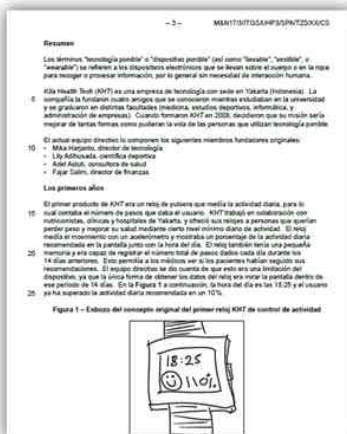 – 3 –
M&N17/3/ITGSX/HP3/SPA/TZ0/XX/CS
Resumen
Los términos "tecnología ponible" o "dispositivo ponible" (así como "llevable", "vestible", o
"wearable") se refieren a los dispositivos electrónicos que se llevan sobre el cuerpo o en la ropa
para recoger o procesar información, por lo general sin necesidad de interacción humana.
Kita Health Tech (KHT) es una empresa de tecnología con sede en Yakarta (Indonesia). La
5 compañía la fundaron cuatro amigos que se conocieron mientras estudiaban en la universidad
y se graduaron en distintas facultades (medicina, estudios deportivos, informática, y
administración de empresas). Cuando formaron KHT en 2008, decidieron que su misión sería
mejorar de tantas formas como pudieran la vida de las personas que utilizan tecnología ponible.
El actual equipo directivo lo componen los siguientes miembros fundadores originales:
10 • Mika Harjanto, director de tecnología
• Lily Adihusada, científica deportiva
• Adel Astuti, consultora de salud
• Fajar Salim, director de finanzas
Los primeros años
El primer producto de KHT era un reloj de pulsera que medía la actividad diaria, para lo
15 cual contaba el número de pasos que daba el usuario. KHT trabajó en colaboración con
nutricionistas, clínicas y hospitales de Yakarta, y ofreció sus relojes a personas que querían
perder peso y mejorar su salud mediante cierto nivel mínimo diario de actividad. El reloj
medía el movimiento con un acelerómetro y mostraba un porcentaje de la actividad diaria
recomendada en la pantalla junto con la hora del día. El reloj también tenía una pequeña
20 memoria y era capaz de registrar el número total de pasos dados cada día durante los
14 días anteriores. Esto permitía a los médicos ver si los pacientes habían seguido sus
recomendaciones. El equipo directivo se dio cuenta de que esto era una limitación del
dispositivo, ya que la única forma de obtener los datos del reloj era mirar la pantalla dentro de
ese período de 14 días. En la Figura 1 a continuación, la hora del día es las 18:25 y el usuario
25 ya ha superado la actividad diaria recomendada en un 10 %.
Figura 1 – Esbozo del concepto original del primer reloj KHT de control de actividad
18:25
110%